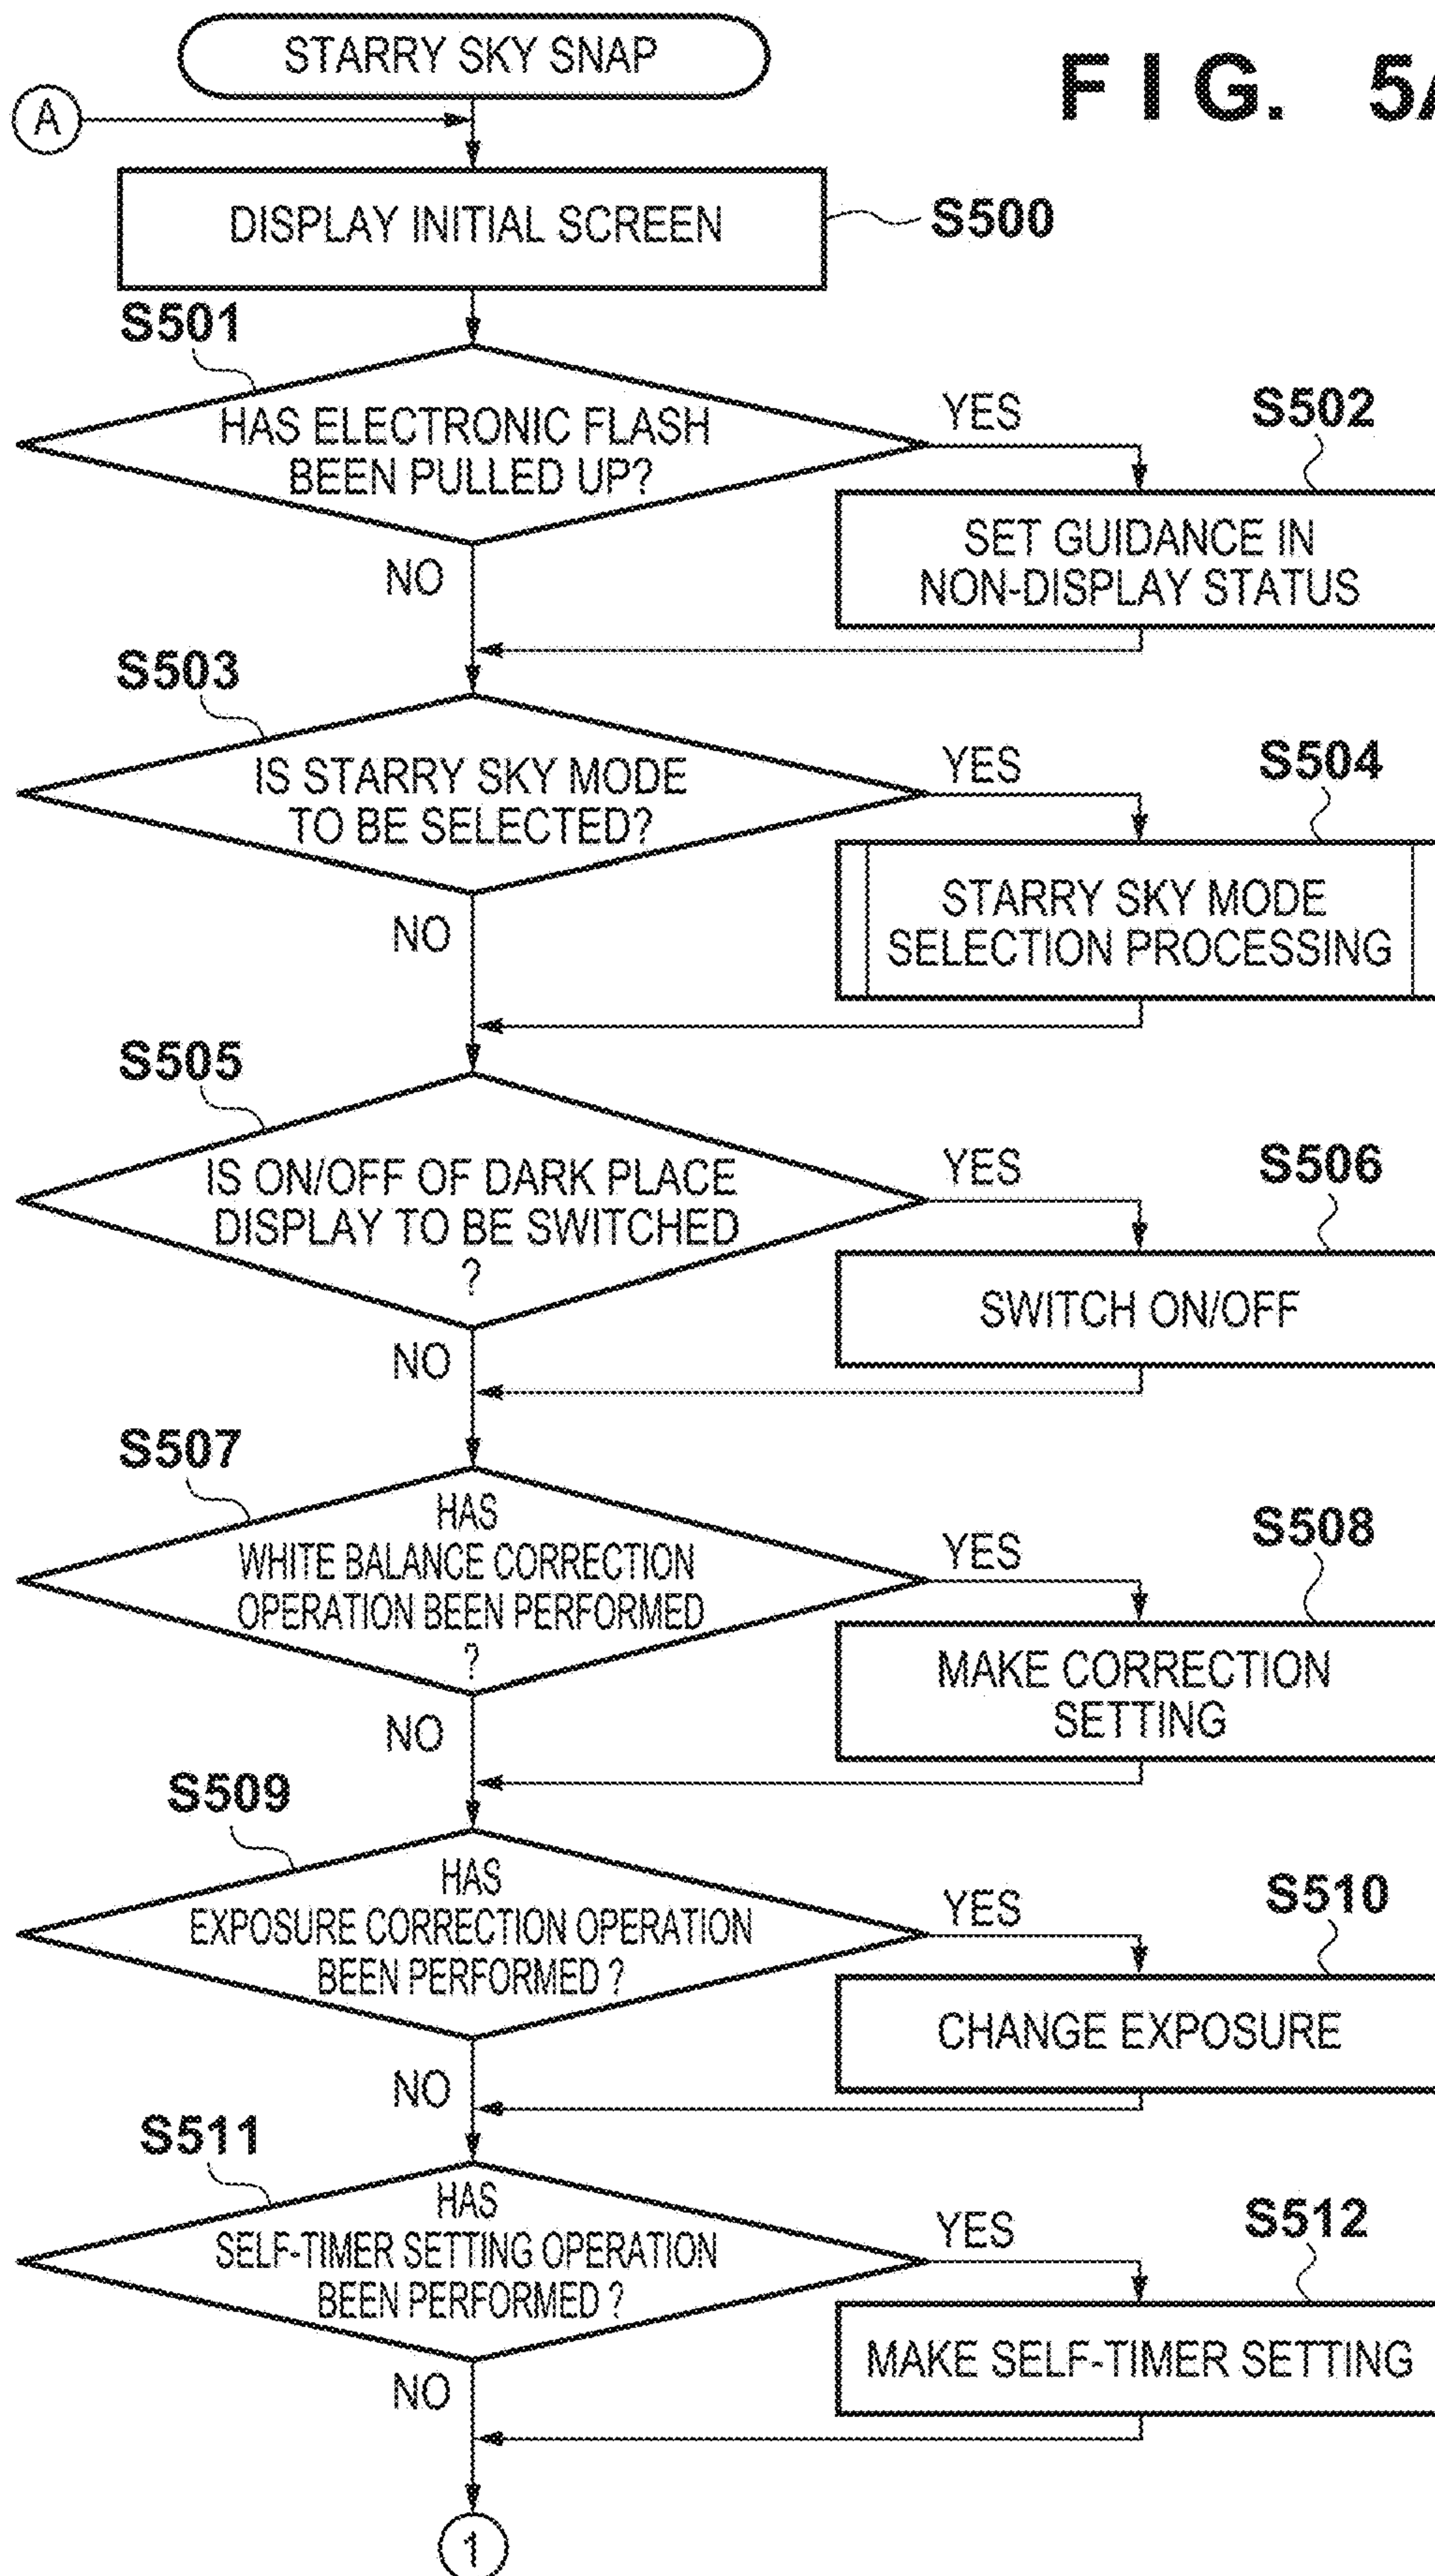 FIG. 5A
STARRY SKY SNAP
A
DISPLAY INITIAL SCREEN
S500
S501
HAS ELECTRONIC FLASH
BEEN PULLED UP?
YES
NO
S502
SET GUIDANCE IN
NON-DISPLAY STATUS
S503
IS STARRY SKY MODE
TO BE SELECTED?
YES
NO
S504
STARRY SKY MODE
SELECTION PROCESSING
S505
IS ON/OFF OF DARK PLACE
DISPLAY TO BE SWITCHED
?
YES
NO
S506
SWITCH ON/OFF
S507
HAS
WHITE BALANCE CORRECTION
OPERATION BEEN PERFORMED
?
YES
NO
S508
MAKE CORRECTION
SETTING
S509
HAS
EXPOSURE CORRECTION OPERATION
BEEN PERFORMED ?
YES
NO
S510
CHANGE EXPOSURE
S511
HAS
SELF-TIMER SETTING OPERATION
BEEN PERFORMED ?
YES
NO
S512
MAKE SELF-TIMER SETTING
1